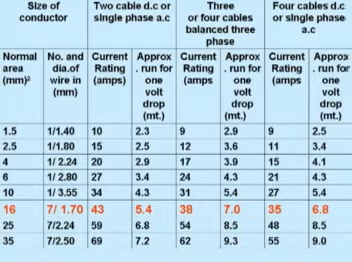 Size of conductor Two cable d.c or single phase a.c Three or four cables balanced three phase Four cables d.c or single phase a.c
Normal area (mm)² No. and dia.of wire in (mm) Current Rating (amps) Approx . run for one volt drop (mt.) Current Rating (amps Approx . run for one volt drop (mt.) Current Rating (amps) Approx . run for one volt drop (mt.)
1.5 1/1.40 10 2.3 9 2.9 9 2.5
2.5 1/1.80 15 2.5 12 3.6 11 3.4
4 1/ 2.24 20 2.9 17 3.9 15 4.1
6 1/ 2.80 27 3.4 24 4.3 21 4.3
10 1/ 3.55 34 4.3 31 5.4 27 5.4
16 7/ 1.70 43 5.4 38 7.0 35 6.8
25 7/2.24 59 6.8 54 8.5 48 8.5
35 7/2.50 69 7.2 62 9.3 55 9.0